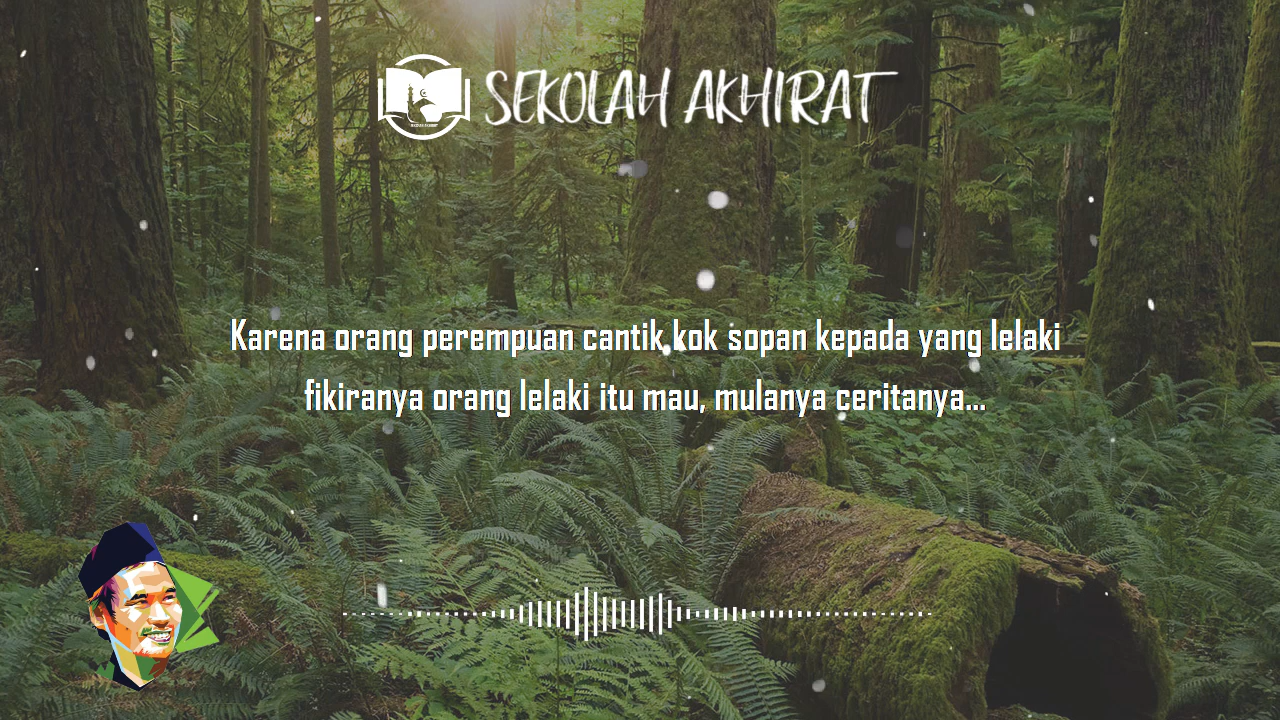 SEKOLAH AKHIRAT
Karena orang perempuan cantik kok sopan kepada yang lelaki
fikiranya orang lelaki itu mau, mulanya ceritanya...